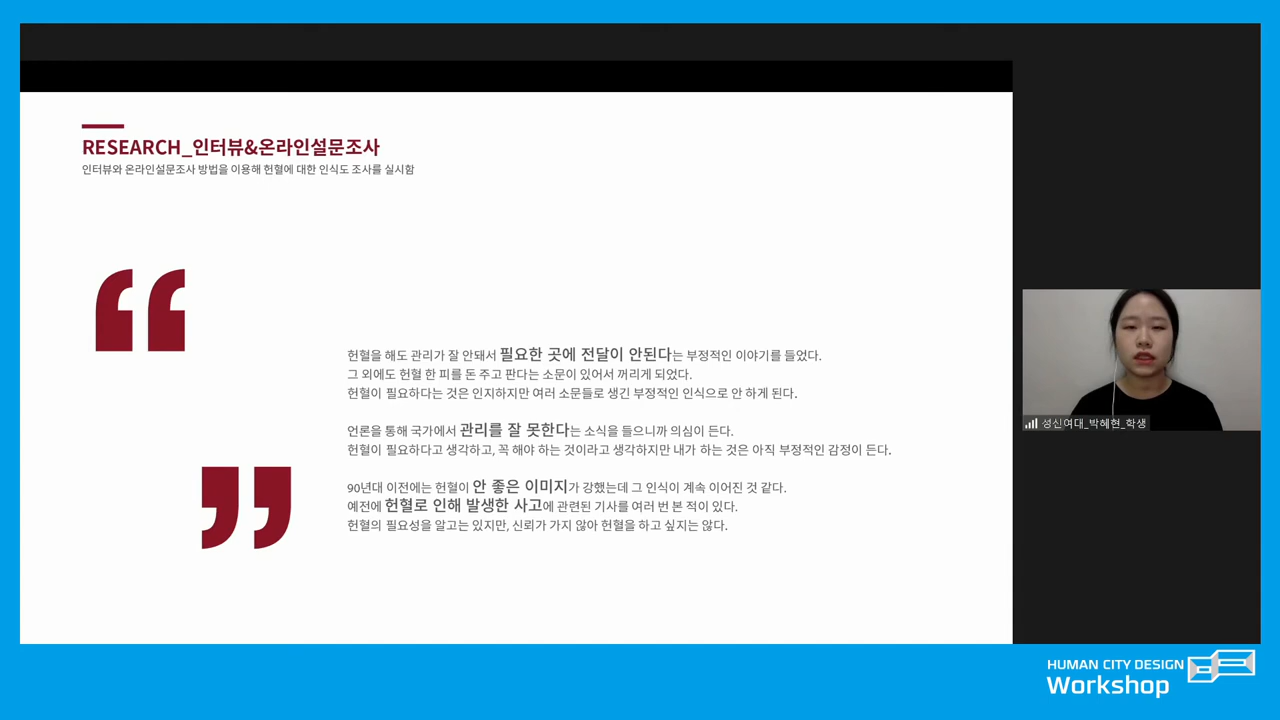 RESEARCH_인터뷰&온라인설문조사
인터뷰와 온라인설문조사 방법을 이용해 헌혈에 대한 인식도 조사를 실시함
“
헌혈을 해도 관리가 잘 안돼서 필요한 곳에 전달이 안된다는 부정적인 이야기를 들었다.
그 외에도 헌혈 한 피를 돈 주고 판다는 소문이 있어서 꺼리게 되었다.
헌혈이 필요하다는 것은 인지하지만 여러 소문들로 생긴 부정적인 인식으로 안 하게 된다.
언론을 통해 국가에서 관리를 잘 못한다는 소식을 들으니까 의심이 든다.
헌혈이 필요하다고 생각하고, 꼭 해야 하는 것이라고 생각하지만 내가 하는 것은 아직 부정적인 감정이 든다.
90년대 이전에는 헌혈이 안 좋은 이미지가 강했는데 그 인식이 계속 이어진 것 같다.
예전에 헌혈로 인해 발생한 사고에 관련된 기사를 여러 번 본 적이 있다.
헌혈의 필요성을 알고는 있지만, 신뢰가 가지 않아 헌혈을 하고 싶지는 않다.
”
성신여대_박혜현_학생
HUMAN CITY DESIGN
Workshop